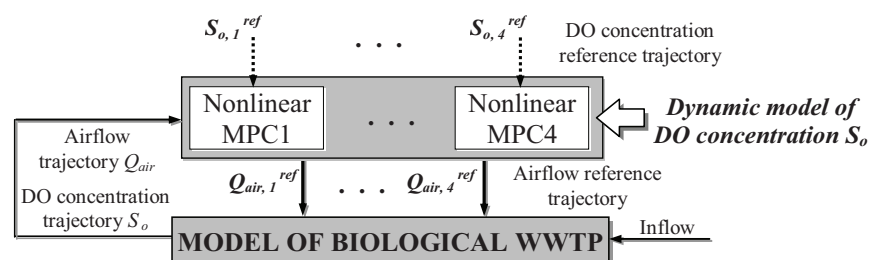 S_{o, 1}^{ref}
. . .
S_{o, 4}^{ref}
DO concentration
reference trajectory
Nonlinear
MPC1
. . .
Nonlinear
MPC4
Dynamic model of
DO concentration S_o
Airflow
trajectory Q_{air}
DO concentration
trajectory S_o
Q_{air, 1}^{ref}
. . .
Q_{air, 4}^{ref}
Airflow reference
trajectory
MODEL OF BIOLOGICAL WWTP
Inflow